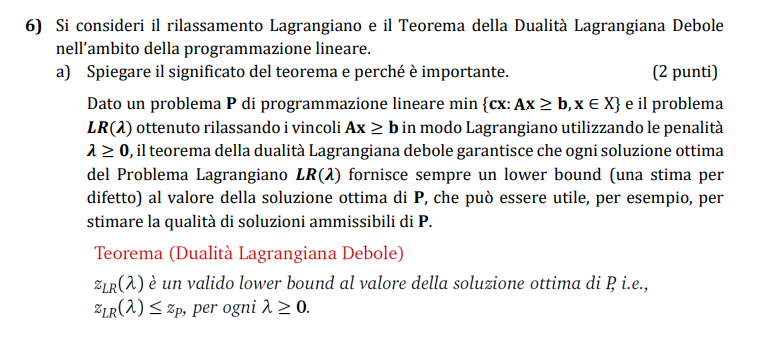 6) Si consideri il rilassamento Lagrangiano e il Teorema della Dualità Lagrangiana Debole
nell'ambito della programmazione lineare.
a) Spiegare il significato del teorema e perché è importante. (2 punti)
Dato un problema P di programmazione lineare min {cx: Ax ≥ b, x ∈ X} e il problema
LR(λ) ottenuto rilassando i vincoli Ax ≥ b in modo Lagrangiano utilizzando le penalità
λ ≥ 0, il teorema della dualità Lagrangiana debole garantisce che ogni soluzione ottima
del Problema Lagrangiano LR(λ) fornisce sempre un lower bound (una stima per
difetto) al valore della soluzione ottima di P, che può essere utile, per esempio, per
stimare la qualità di soluzioni ammissibili di P.
Teorema (Dualità Lagrangiana Debole)
z_LR(λ) è un valido lower bound al valore della soluzione ottima di P, i.e.,
z_LR(λ) ≤ z_P, per ogni λ ≥ 0.